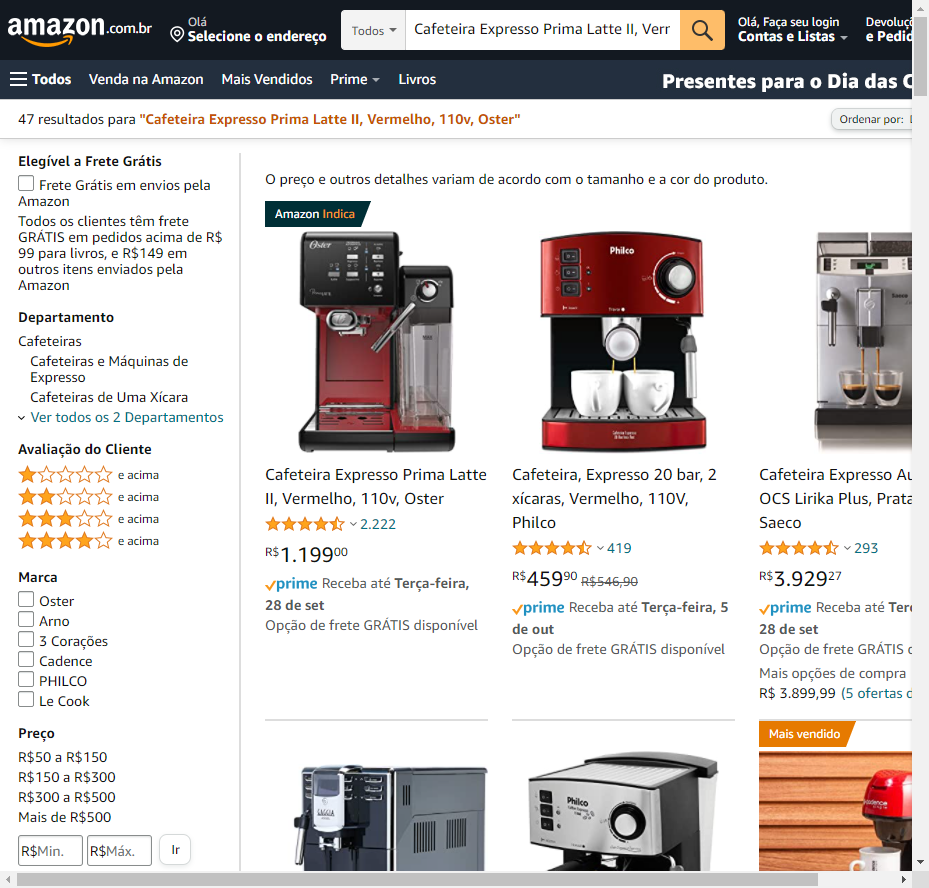 amazon.com.br
Olá
Selecione o endereço
Todos
Cafeteira Expresso Prima Latte II, Verr
Olá, Faça seu login
Contas e Listas
Devoluç
e Pedid
Todos
Venda na Amazon
Mais Vendidos
Prime
Livros
Presentes para o Dia das C
47 resultados para "Cafeteira Expresso Prima Latte II, Vermelho, 110v, Oster"
Ordenar por:
Elegível a Frete Grátis
Frete Grátis em envios pela
Amazon
Todos os clientes têm frete
GRÁTIS em pedidos acima de R$
99 para livros, e R$149 em
outros itens enviados pela
Amazon
Departamento
Cafeteiras
Cafeteiras e Máquinas de
Expresso
Cafeteiras de Uma Xícara
Ver todos os 2 Departamentos
Avaliação do Cliente
e acima
e acima
e acima
e acima
Marca
Oster
Arno
3 Corações
Cadence
PHILCO
Le Cook
Preço
R$50 a R$150
R$150 a R$300
R$300 a R$500
Mais de R$500
R$Min.
R$Máx.
Ir
O preço e outros detalhes variam de acordo com o tamanho e a cor do produto.
Amazon Indica
Oster
Cafeteira Expresso Prima Latte
II, Vermelho, 110v, Oster
2.222
R$1.19900
prime Receba até Terça-feira,
28 de set
Opção de frete GRÁTIS disponível
Philco
Cafeteira, Expresso 20 bar, 2
xícaras, Vermelho, 110V,
Philco
419
R$45990 R$546,90
prime Receba até Terça-feira, 5
de out
Opção de frete GRÁTIS disponível
Cafeteira Expresso Au
OCS Lirika Plus, Prata
Saeco
293
R$3.92927
prime Receba até Terç
28 de set
Opção de frete GRÁTIS d
Mais opções de compra
R$ 3.899,99 (5 ofertas d
GAGGIA
Philco
Mais vendido
cadence